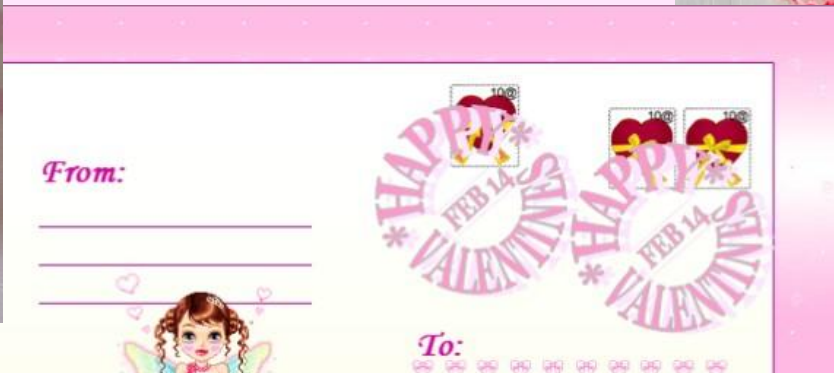 10@
10@ 10@
HAPPY
FEB 14
VALENTINES
HAPPY
FEB 14
VALENTINES
From:
To: